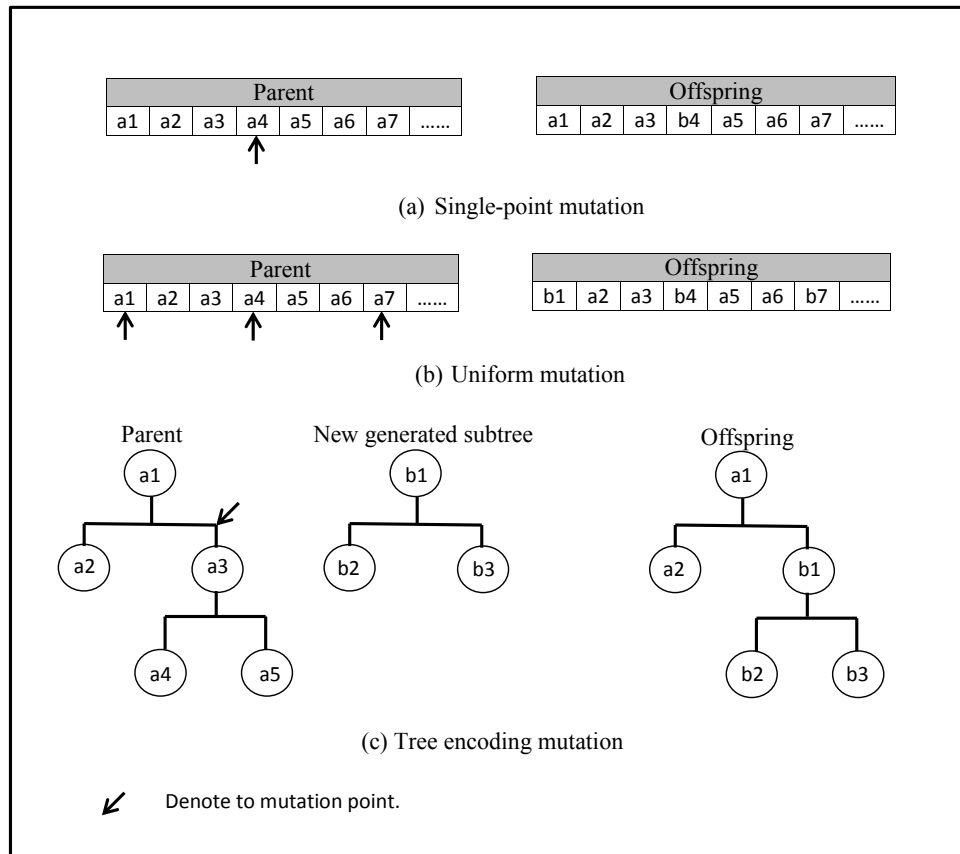 Parent Offspring
a1 a2 a3 a4 a5 a6 a7 ...... a1 a2 a3 b4 a5 a6 a7 ......
(a) Single-point mutation
Parent Offspring
a1 a2 a3 a4 a5 a6 a7 ...... b1 a2 a3 b4 a5 a6 b7 ......
(b) Uniform mutation
Parent New generated subtree Offspring
a1 b1 a1
a2 a3 b2 b3 a2 b1
a4 a5 b2 b3
(c) Tree encoding mutation
Denote to mutation point.